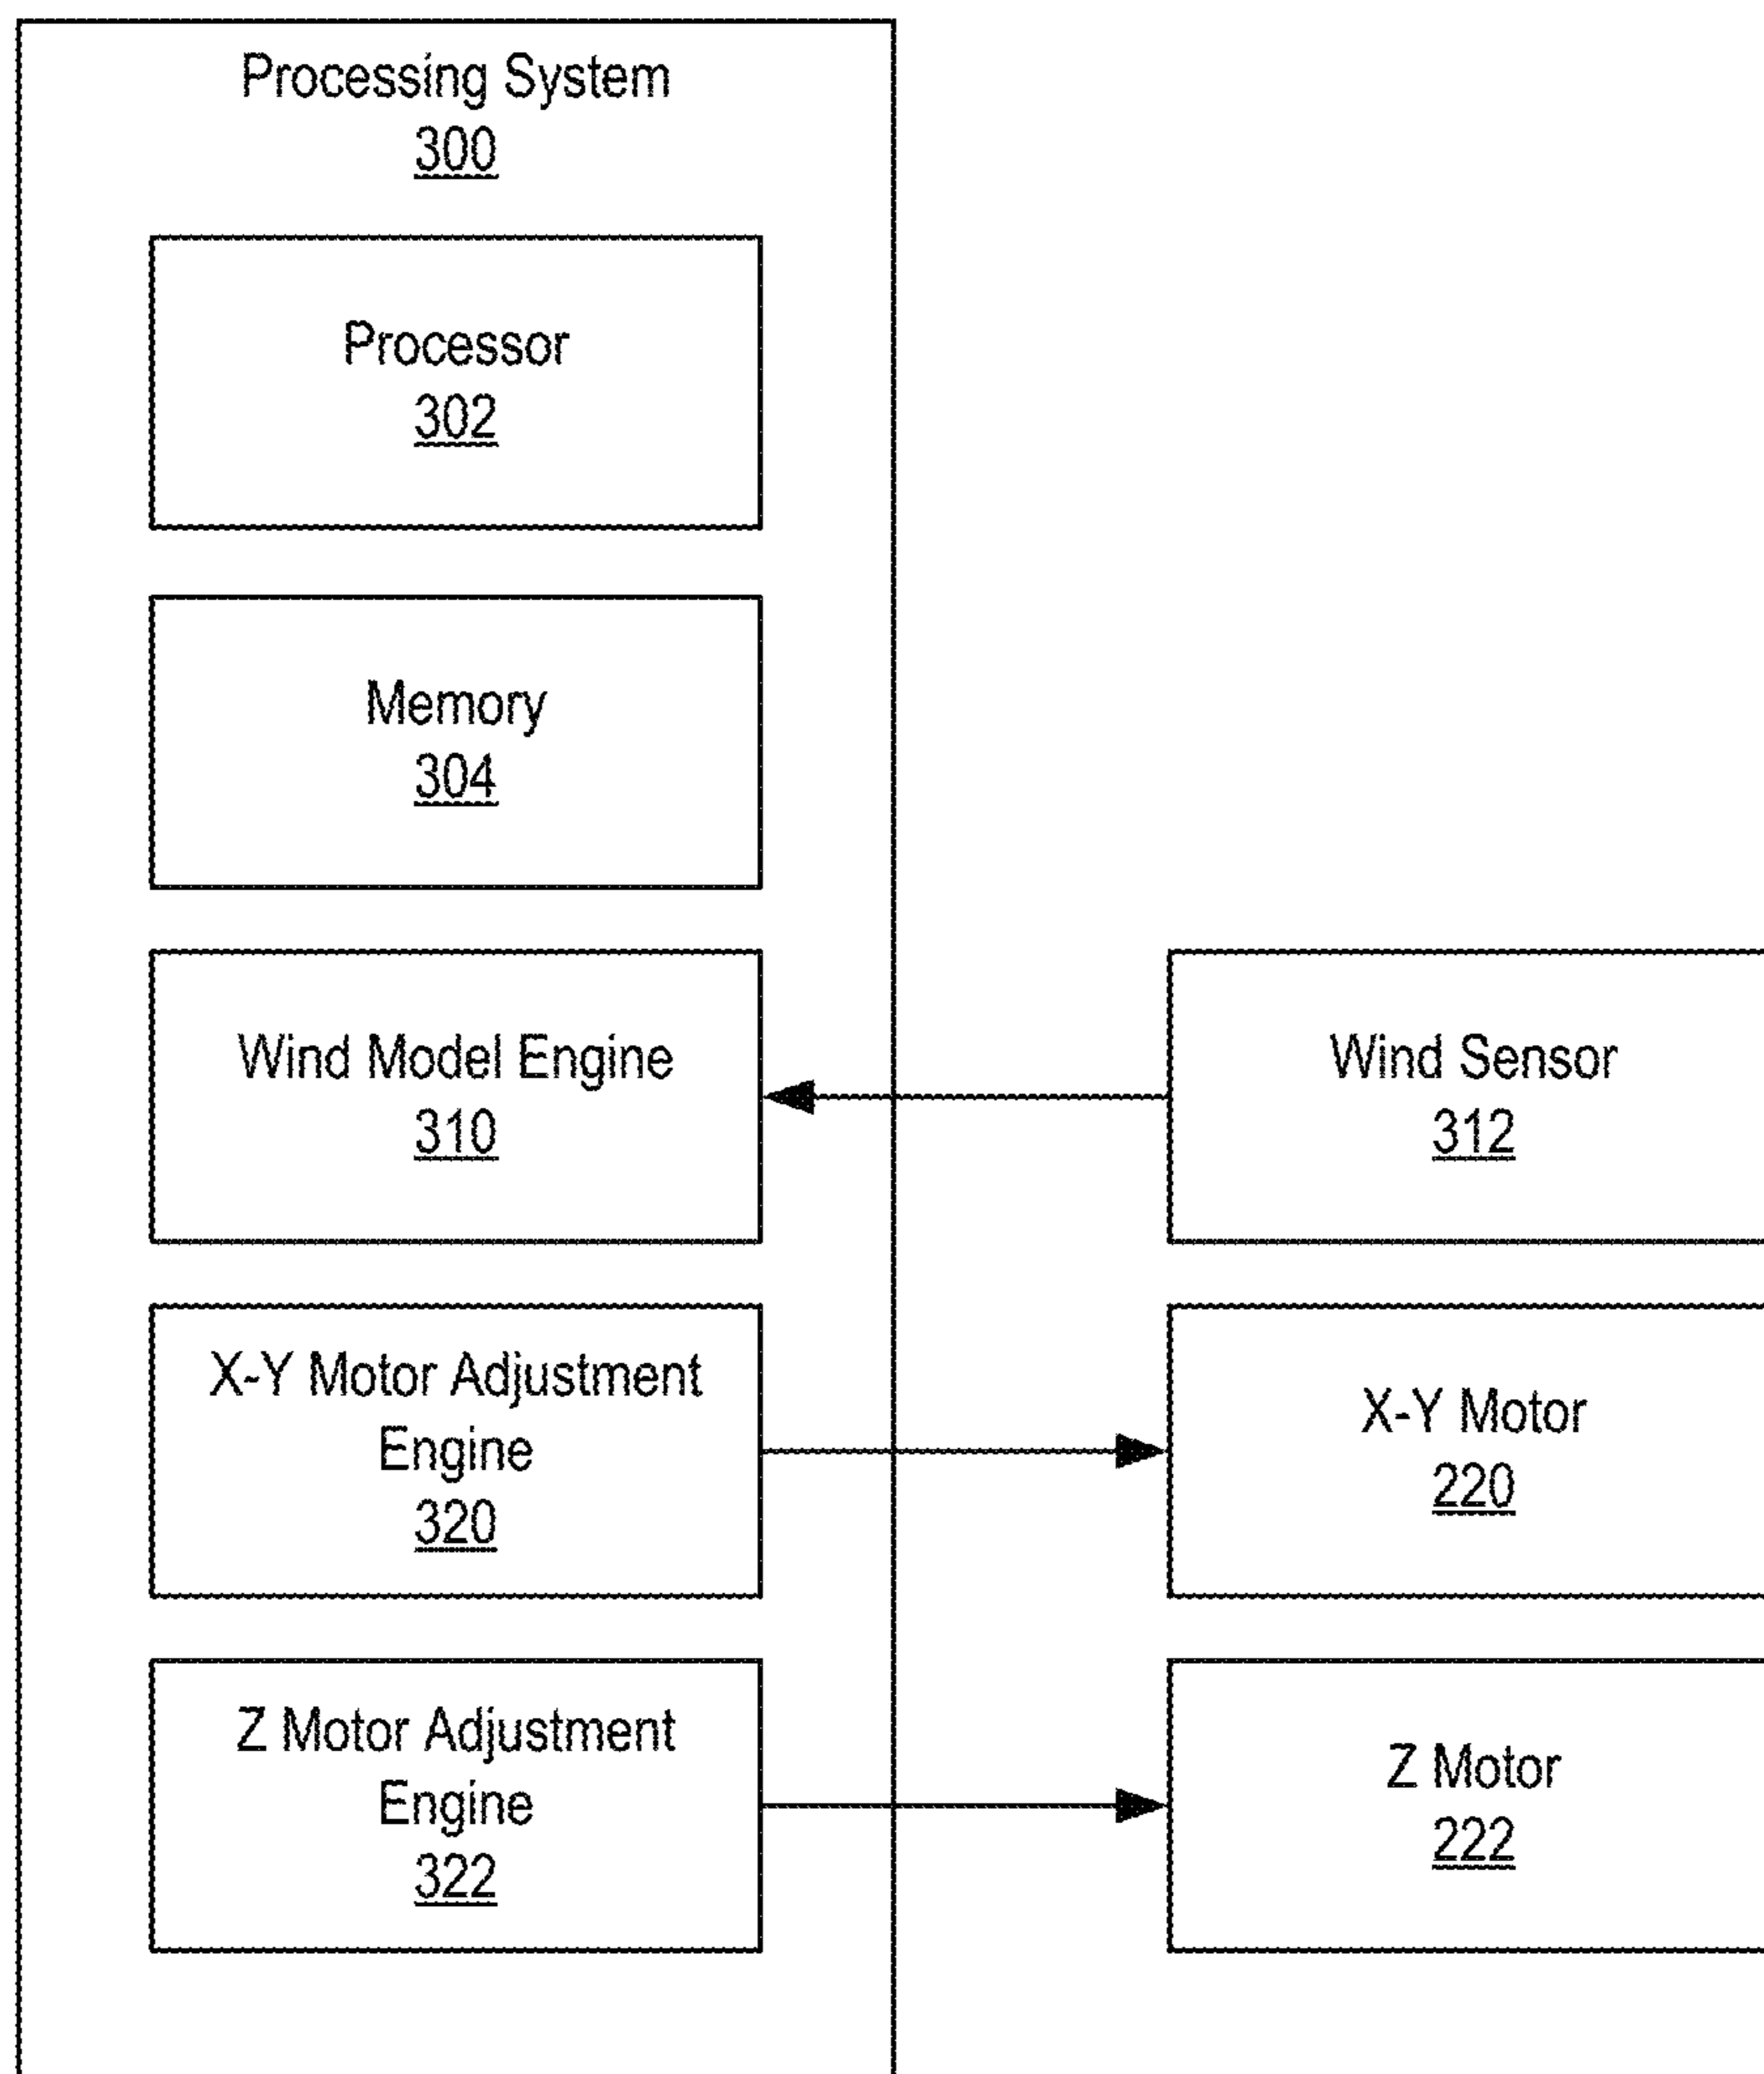 Processing System
300
Processor
302
Memory
304
Wind Model Engine
310
Wind Sensor
312
X-Y Motor Adjustment
Engine
320
X-Y Motor
220
Z Motor Adjustment
Engine
322
Z Motor
222